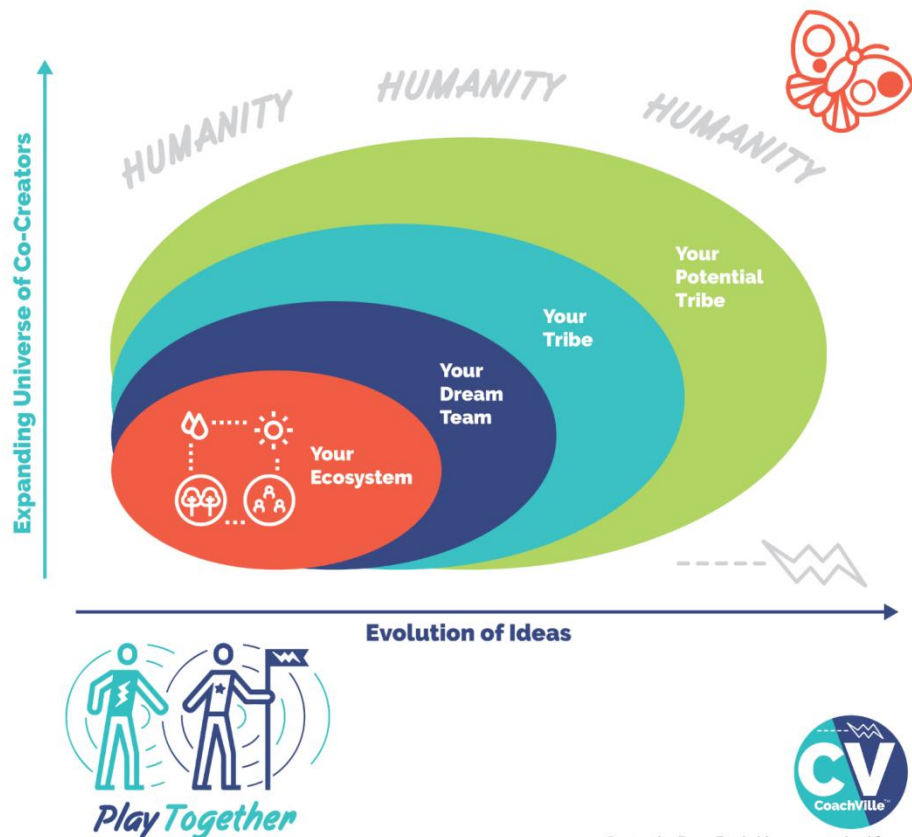 HUMANITY
HUMANITY
HUMANITY
Expanding Universe of Co-Creators
Your
Potential
Tribe
Your
Tribe
Your
Dream
Team
Your
Ecosystem
Evolution of Ideas
Play Together
CV
CoachVille™